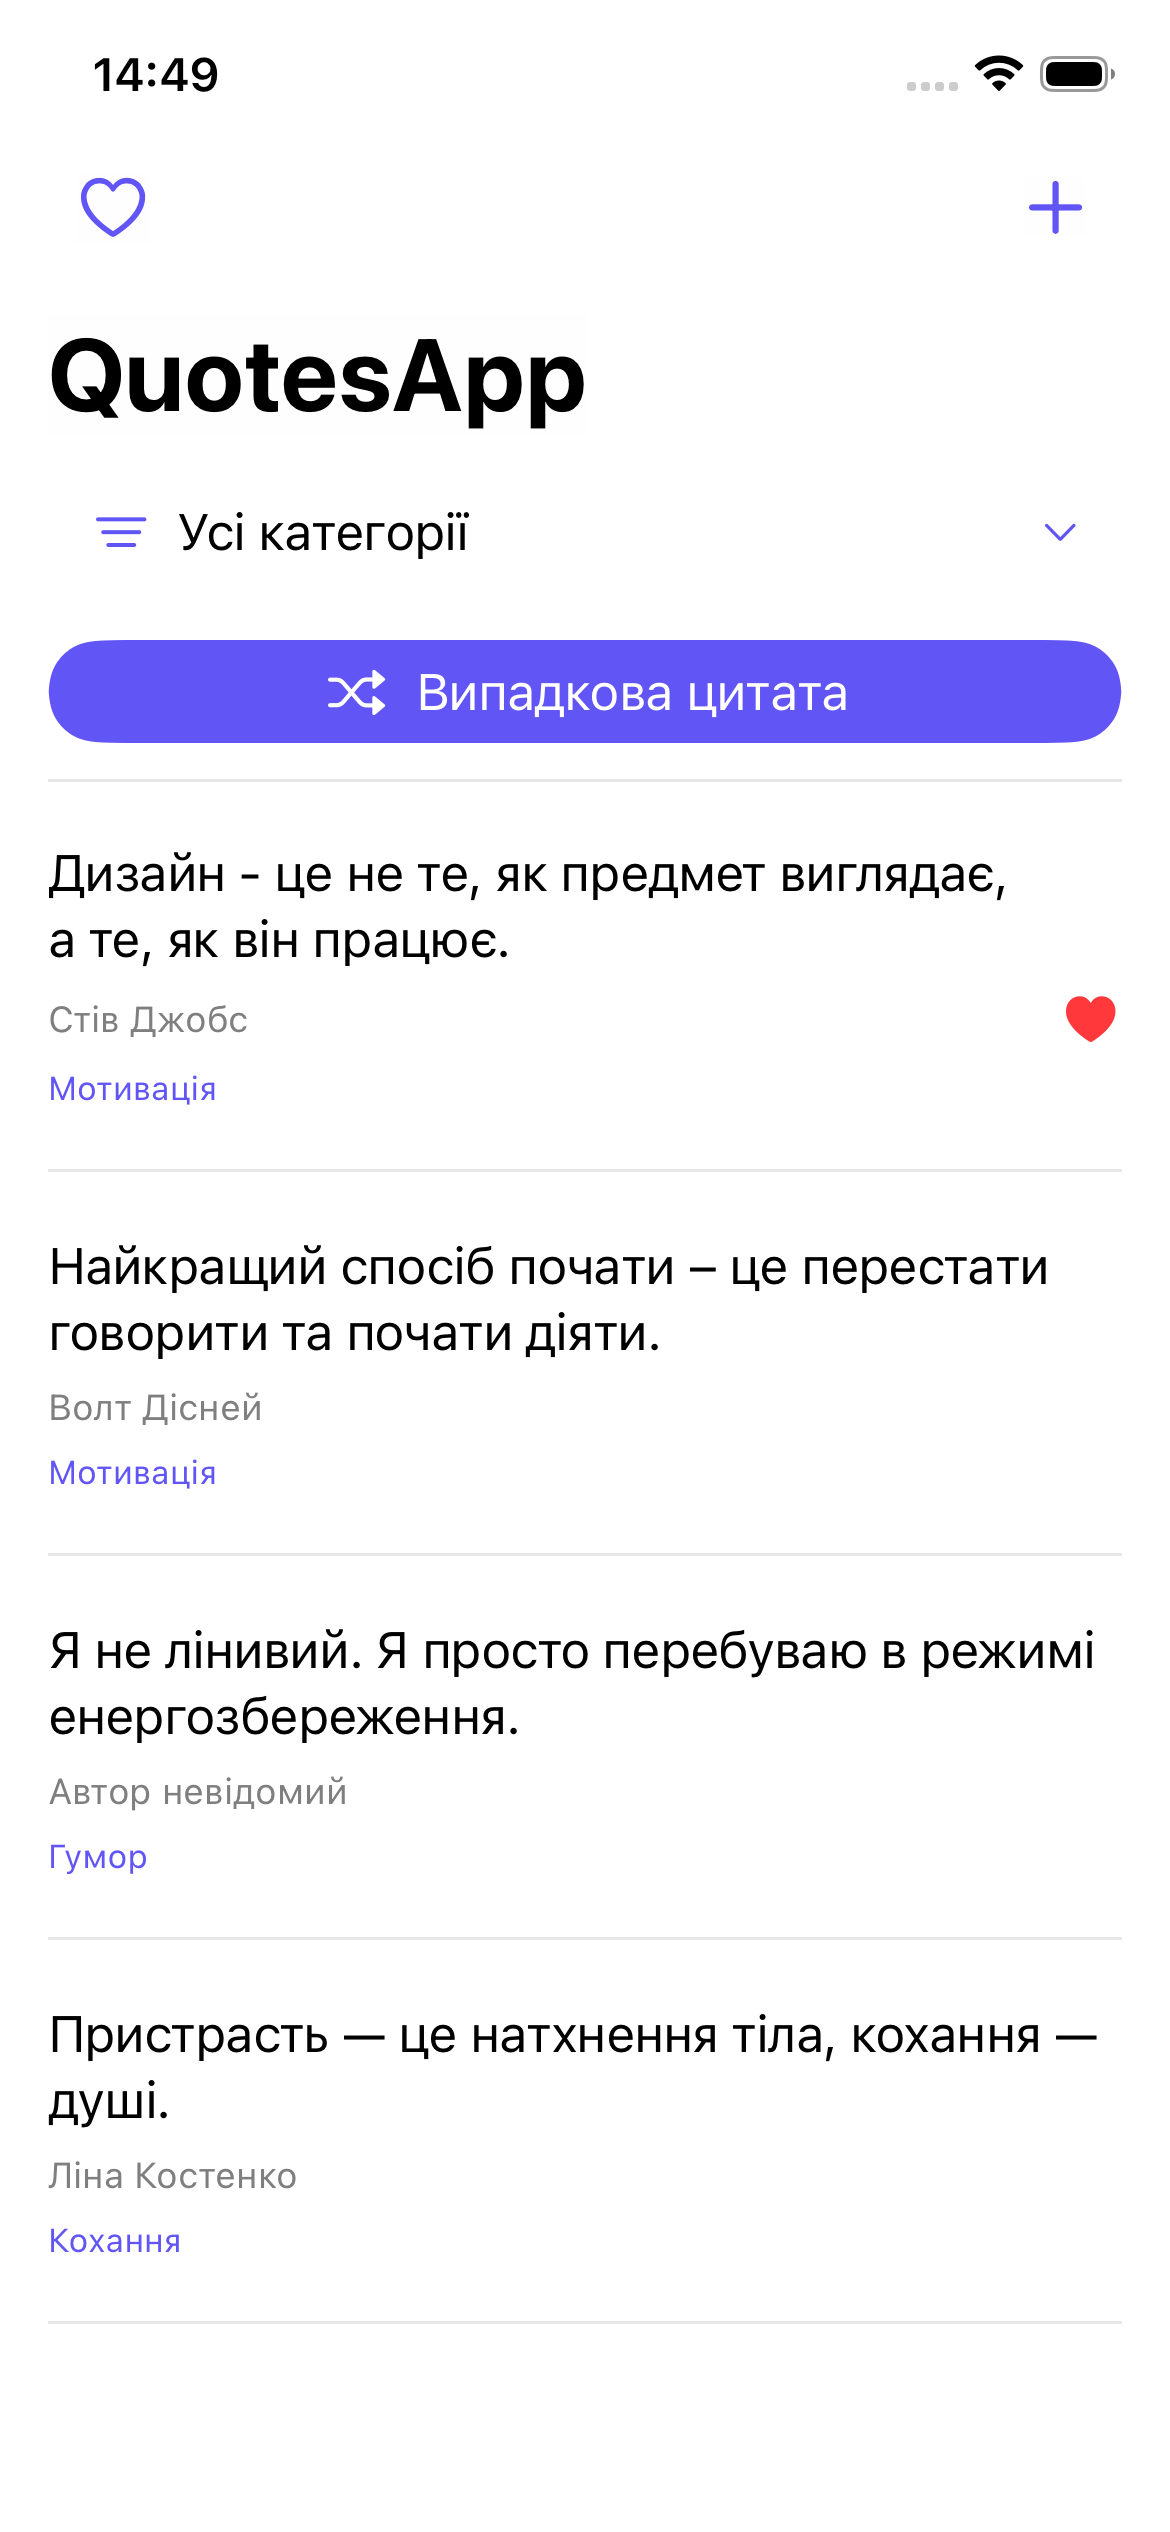 14:49
QuotesApp
Усі категорії
Випадкова цитата
Дизайн - це не те, як предмет виглядає,
а те, як він працює.
Стів Джобс
Мотивація
Найкращий спосіб почати – це перестати
говорити та почати діяти.
Волт Дісней
Мотивація
Я не лінивий. Я просто перебуваю в режимі
енергозбереження.
Автор невідомий
Гумор
Пристрасть — це натхнення тіла, кохання —
душі.
Ліна Костенко
Кохання